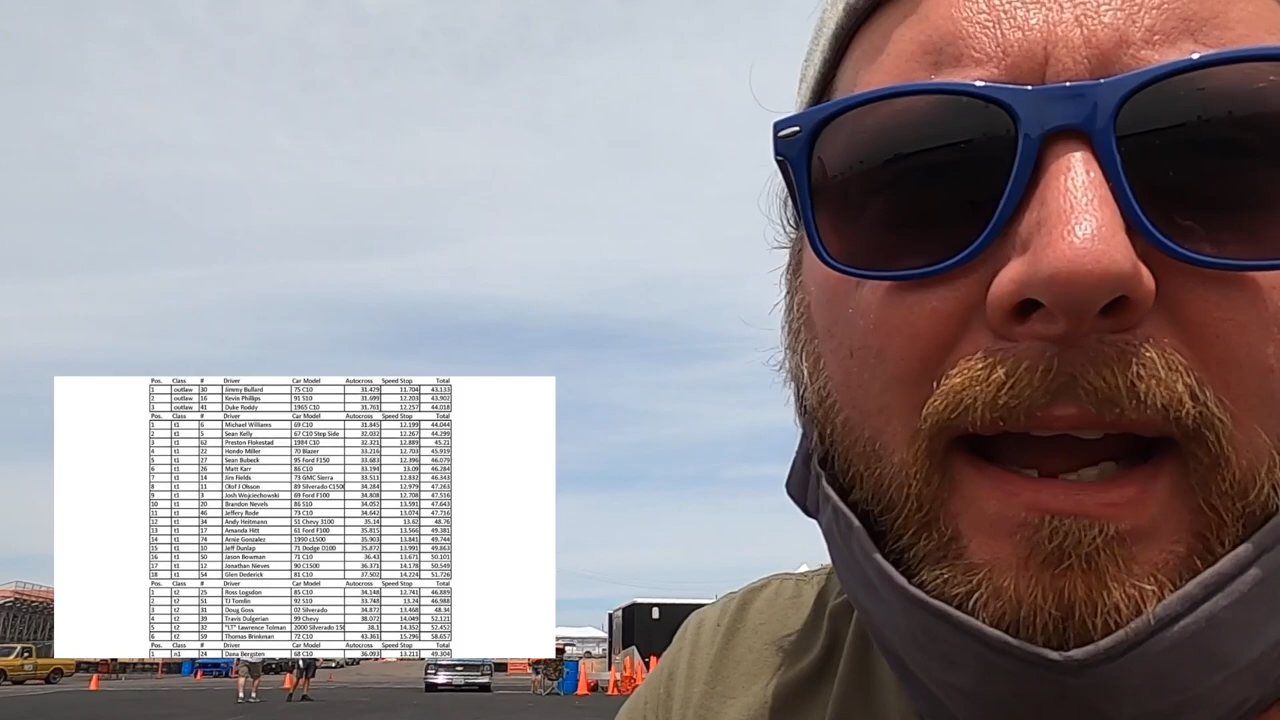 Pos. Class # Driver Car Model Autocross Speed Stop Total
1 outlaw 30 Jimmy Bullard 75 C10 31.429 11.704 43.133
2 outlaw 16 Kevin Phillips 91 S10 31.699 12.203 43.902
3 outlaw 41 Duke Roddy 1965 C10 31.761 12.257 44.018
Pos. Class # Driver Car Model Autocross Speed Stop Total
1 t1 6 Michael Williams 69 C10 31.845 12.199 44.044
2 t1 5 Sean Kelly 67 C10 Step Side 32.032 12.267 44.299
3 t1 62 Preston Flokestad 1984 C10 32.321 12.889 45.21
4 t1 22 Hondo Miller 70 Blazer 33.216 12.703 45.919
5 t1 27 Sean Bubeck 95 Ford F150 33.683 12.396 46.079
6 t1 26 Matt Karr 86 C10 33.194 13.09 46.284
7 t1 14 Jim Fields 73 GMC Sierra 33.511 12.832 46.343
8 t1 11 Olof J Olsson 89 Silverado C150 34.284 12.979 47.263
9 t1 3 Josh Wojciechowski 69 Ford F100 34.808 12.708 47.516
10 t1 20 Brandon Nevels 86 S10 34.052 13.591 47.643
11 t1 46 Jeffery Rode 73 C10 34.642 13.074 47.716
12 t1 34 Andy Heitmann 51 Chevy 3100 35.14 13.62 48.76
13 t1 17 Amanda Hitt 61 Ford F100 35.815 13.566 49.381
14 t1 74 Arnie Gonzalez 1990 c1500 35.903 13.841 49.744
15 t1 10 Jeff Dunlap 71 Dodge D100 35.872 13.991 49.863
16 t1 50 Jason Bowman 71 C10 36.43 13.671 50.101
17 t1 12 Jonathan Nieves 90 C1500 36.371 14.178 50.549
18 t1 54 Glen Dederick 81 C10 37.502 14.224 51.726
Pos. Class # Driver Car Model Autocross Speed Stop Total
1 t2 25 Ross Logsdon 85 C10 34.148 12.741 46.889
2 t2 51 TJ Tomlin 92 S10 33.748 13.24 46.988
3 t2 31 Doug Goss 02 Silverado 34.872 13.468 48.34
4 t2 39 Travis Dulgerian 99 Chevy 38.072 14.049 52.121
5 t2 32 "LT" Lawrence Tolman 2000 Silverado 150 38.1 14.352 52.452
6 t2 59 Thomas Brinkman 72 C10 43.361 15.296 58.657
Pos. Class # Driver Car Model Autocross Speed Stop Total
1 24 Dana Bergsten 68 C10 36.093 13.211 49.304